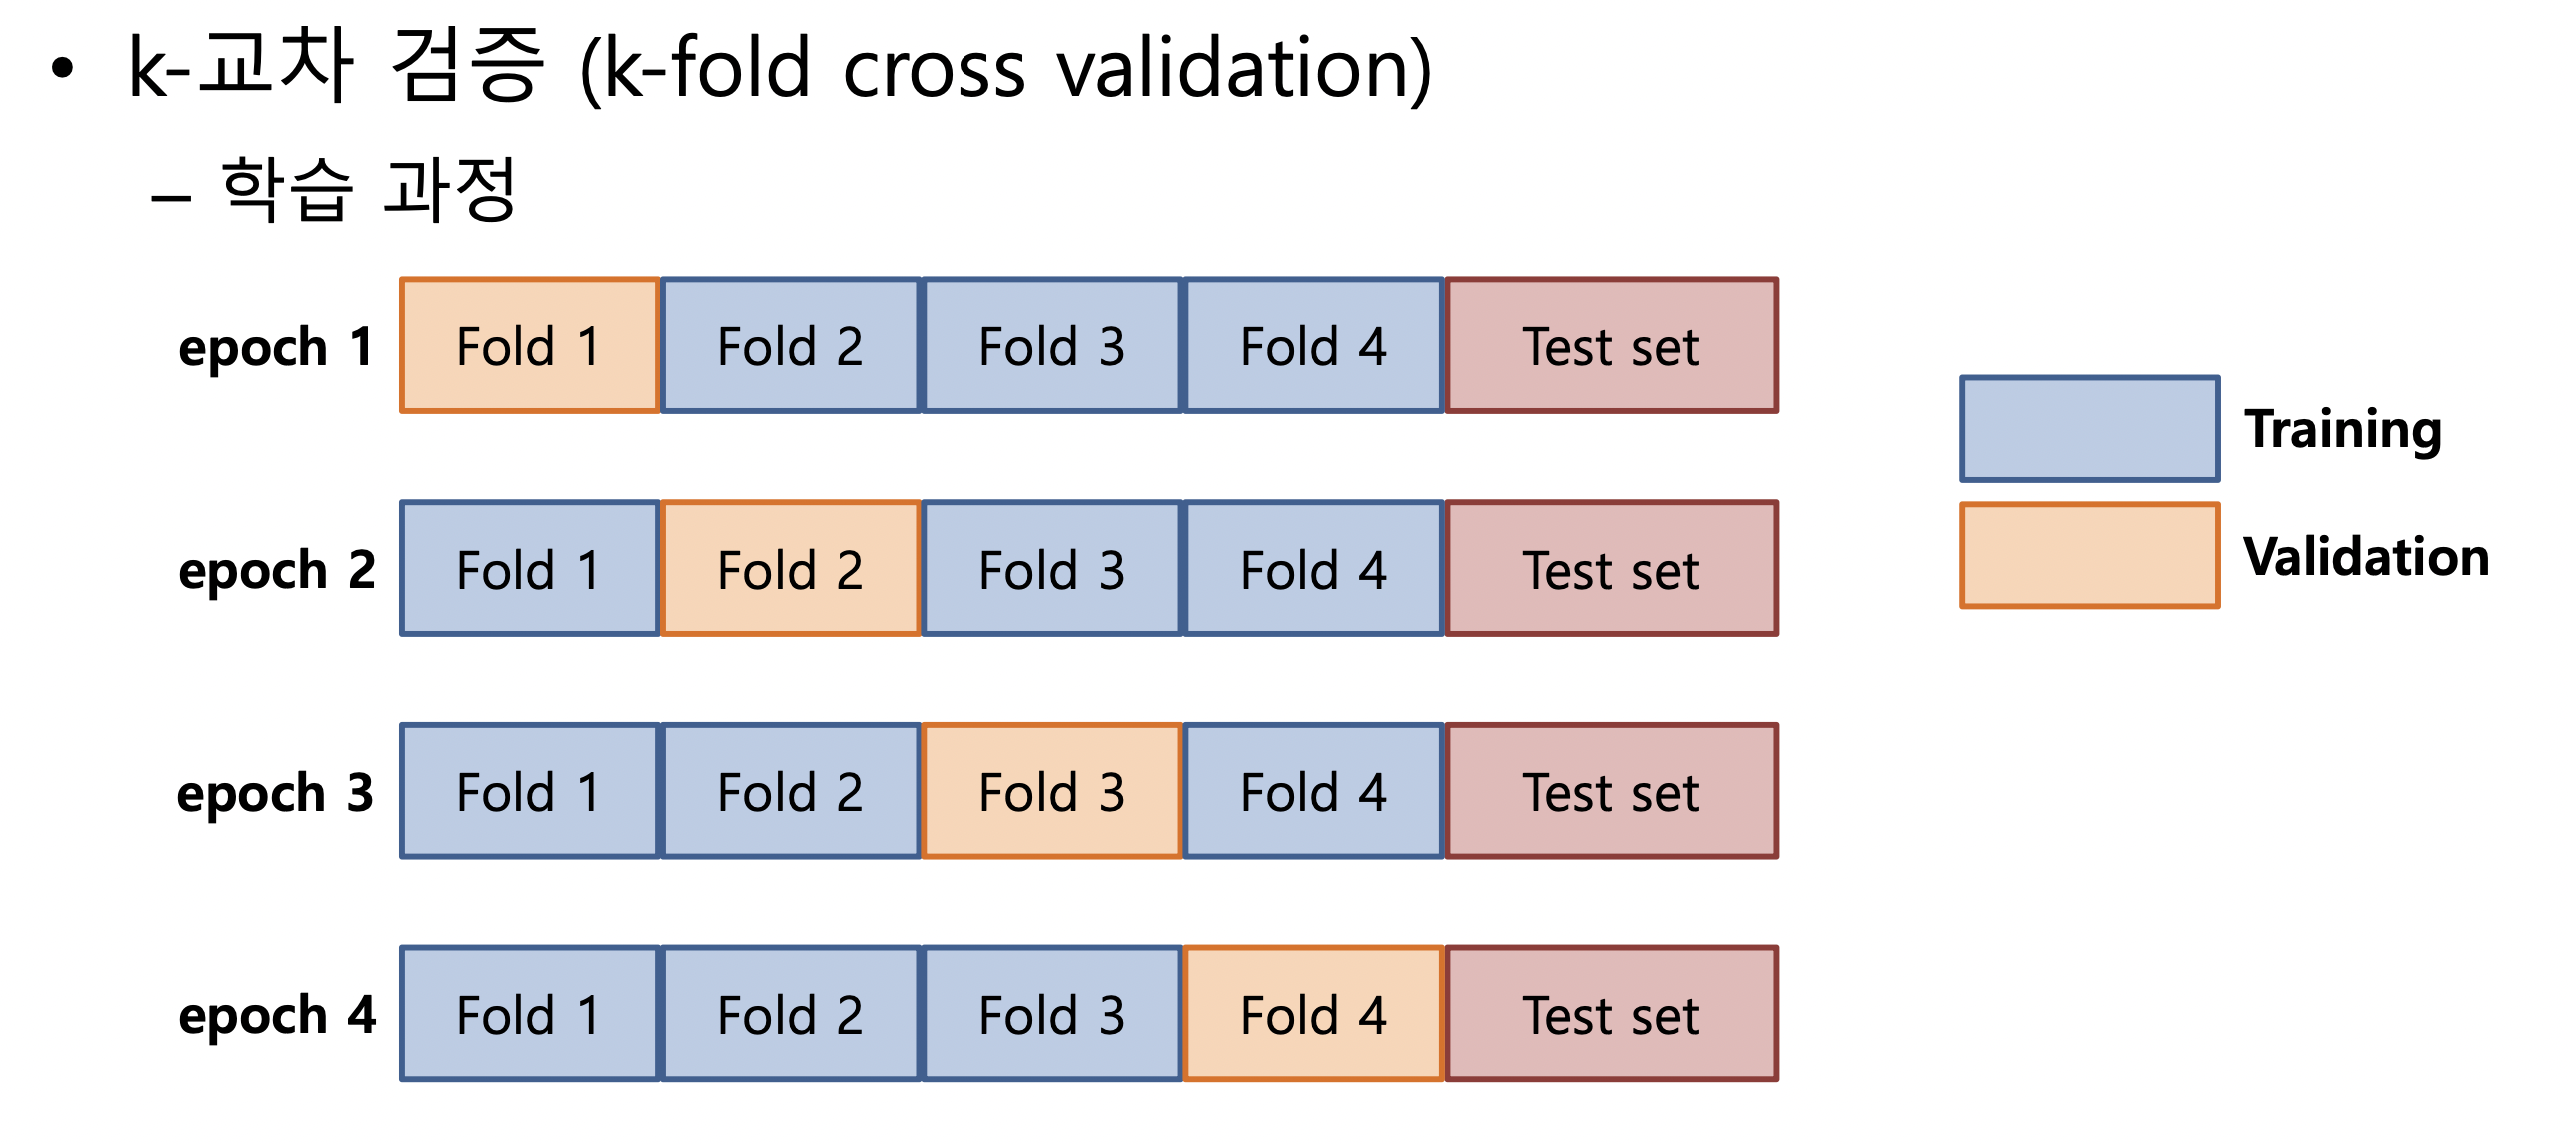 • k-교차 검증 (k-fold cross validation)
– 학습 과정
epoch 1 Fold 1 Fold 2 Fold 3 Fold 4 Test set
Training
Validation
epoch 2 Fold 1 Fold 2 Fold 3 Fold 4 Test set
epoch 3 Fold 1 Fold 2 Fold 3 Fold 4 Test set
epoch 4 Fold 1 Fold 2 Fold 3 Fold 4 Test set